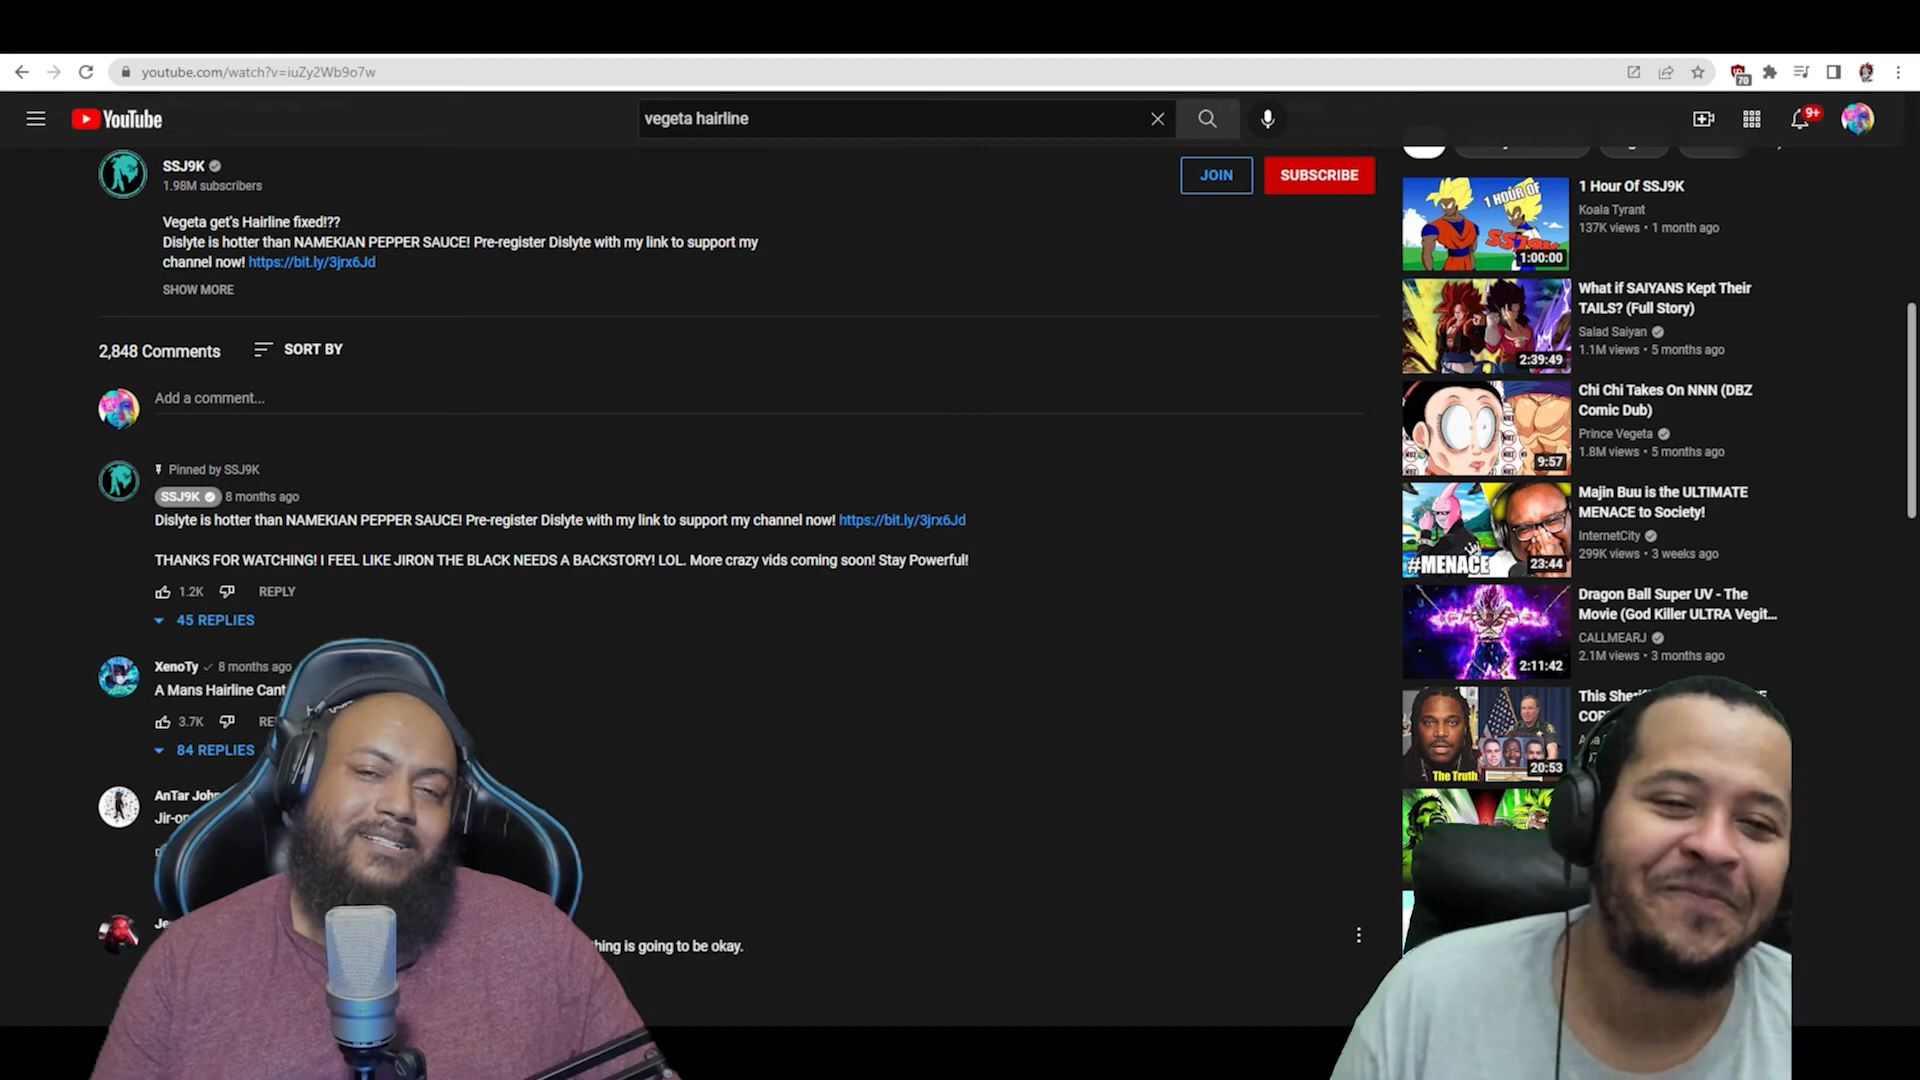 youtube.com/watch?v=iuZy2Wb9o7w
70
YouTube
vegeta hairline
9+
SSJ9K
1.98M subscribers
JOIN
SUBSCRIBE
Vegeta get's Hairline fixed!??
Dislyte is hotter than NAMEKIAN PEPPER SAUCE! Pre-register Dislyte with my link to support my
channel now! https://bit.ly/3jrx6Jd
SHOW MORE
2,848 Comments
SORT BY
Add a comment...
Pinned by SSJ9K
SSJ9K
8 months ago
Dislyte is hotter than NAMEKIAN PEPPER SAUCE! Pre-register Dislyte with my link to support my channel now! https://bit.ly/3jrx6Jd
THANKS FOR WATCHING! I FEEL LIKE JIRON THE BLACK NEEDS A BACKSTORY! LOL. More crazy vids coming soon! Stay Powerful!
1.2K
REPLY
45 REPLIES
XenoTy
8 months ago
A Mans Hairline Cant
3.7K
84 REPLIES
AnTar
thing is going to be okay.
1 HOUR OF
SSJ9K
1:00:00
1 Hour Of SSJ9K
Koala Tyrant
137K views • 1 month ago
2:39:49
What if SAIYANS Kept Their
TAILS? (Full Story)
Salad Saiyan
1.1M views • 5 months ago
9:57
Chi Chi Takes On NNN (DBZ
Comic Dub)
Prince Vegeta
1.8M views • 5 months ago
#MENACE
23:44
Majin Buu is the ULTIMATE
MENACE to Society!
InternetCity
299K views • 3 weeks ago
2:11:42
Dragon Ball Super UV - The
Movie (God Killer ULTRA Vegit...
CALLMEARJ
2.1M views • 3 months ago
The Truth
20:53
This